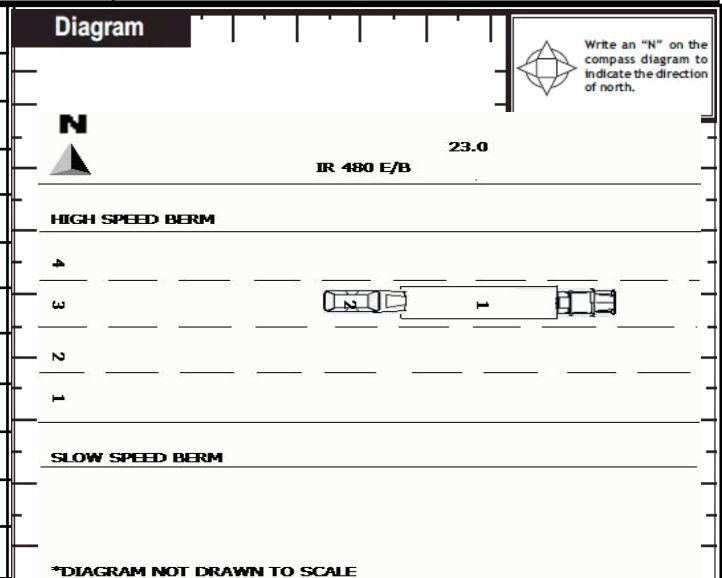 Diagram
Write an "N" on the
compass diagram to
indicate the direction
of north.
N
23.0
IR 480 E/B
HIGH SPEED BERM
4
3
2
1
2
1
SLOW SPEED BERM
*DIAGRAM NOT DRAWN TO SCALE